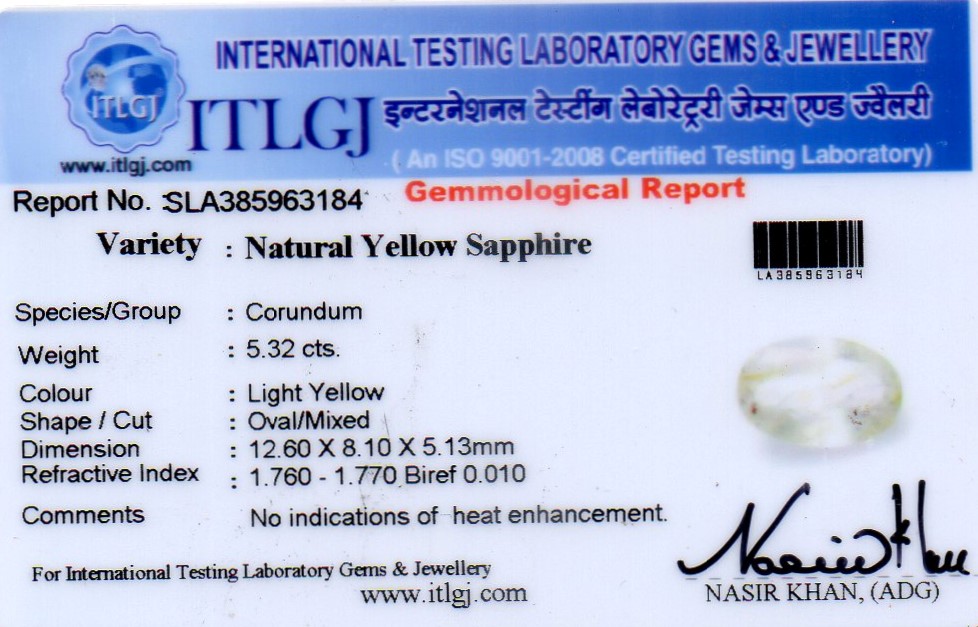 INTERNATIONAL TESTING LABORATORY GEMS & JEWELLERY
ITLGJ
ITLGJ इन्टरनेशनल टेस्टींग लेबोरेट्ररी जेम्स एण्ड ज्वैलरी
www.itlgj.com
(An ISO 9001-2008 Certified Testing Laboratory)
Gemmological Report
Report No. :SLA385963184
Variety : Natural Yellow Sapphire
LA385963184
Species/Group : Corundum
Weight : 5.32 cts.
Colour : Light Yellow
Shape / Cut : Oval/Mixed
Dimension : 12.60 X 8.10 X 5.13mm
Refractive Index : 1.760 - 1.770 Biref 0.010
Comments No indications of heat enhancement.
Nasir Khan
For International Testing Laboratory Gems & Jewellery
www.itlgj.com
NASIR KHAN, (ADG)